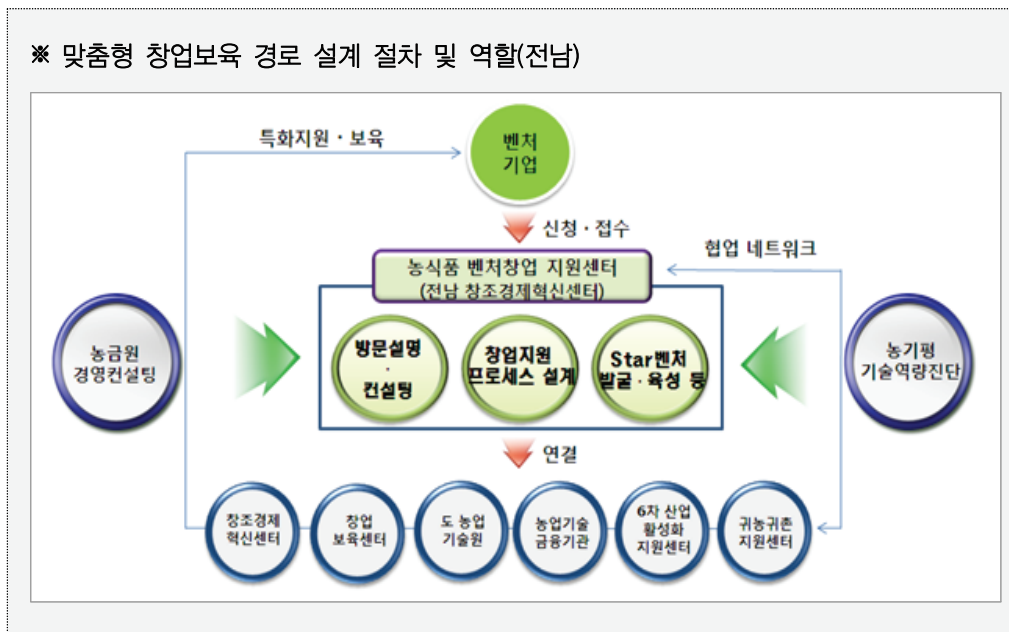 ※ 맞춤형 창업보육 경로 설계 절차 및 역할(전남)
특화지원 · 보육
벤처
기업
신청 · 접수
협업 네트워크
농식품 벤처창업 지원센터
(전남 창조경제혁신센터)
농금원
경영컨설팅
방문설명
·
컨설팅
창업지원
프로세스 설계
Star벤처
발굴 · 육성 등
농기평
기술역량진단
연결
창조경제
혁신센터
창업
보육센터
도 농업
기술원
농업기술
금융기관
6차 산업
활성화
지원센터
귀농귀촌
지원센터